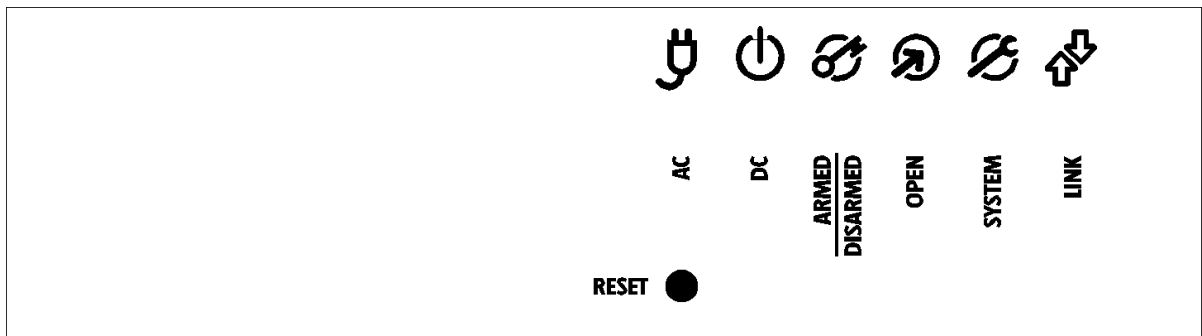 AC
DC
ARMED
DISARMED
OPEN
SYSTEM
LINK
RESET